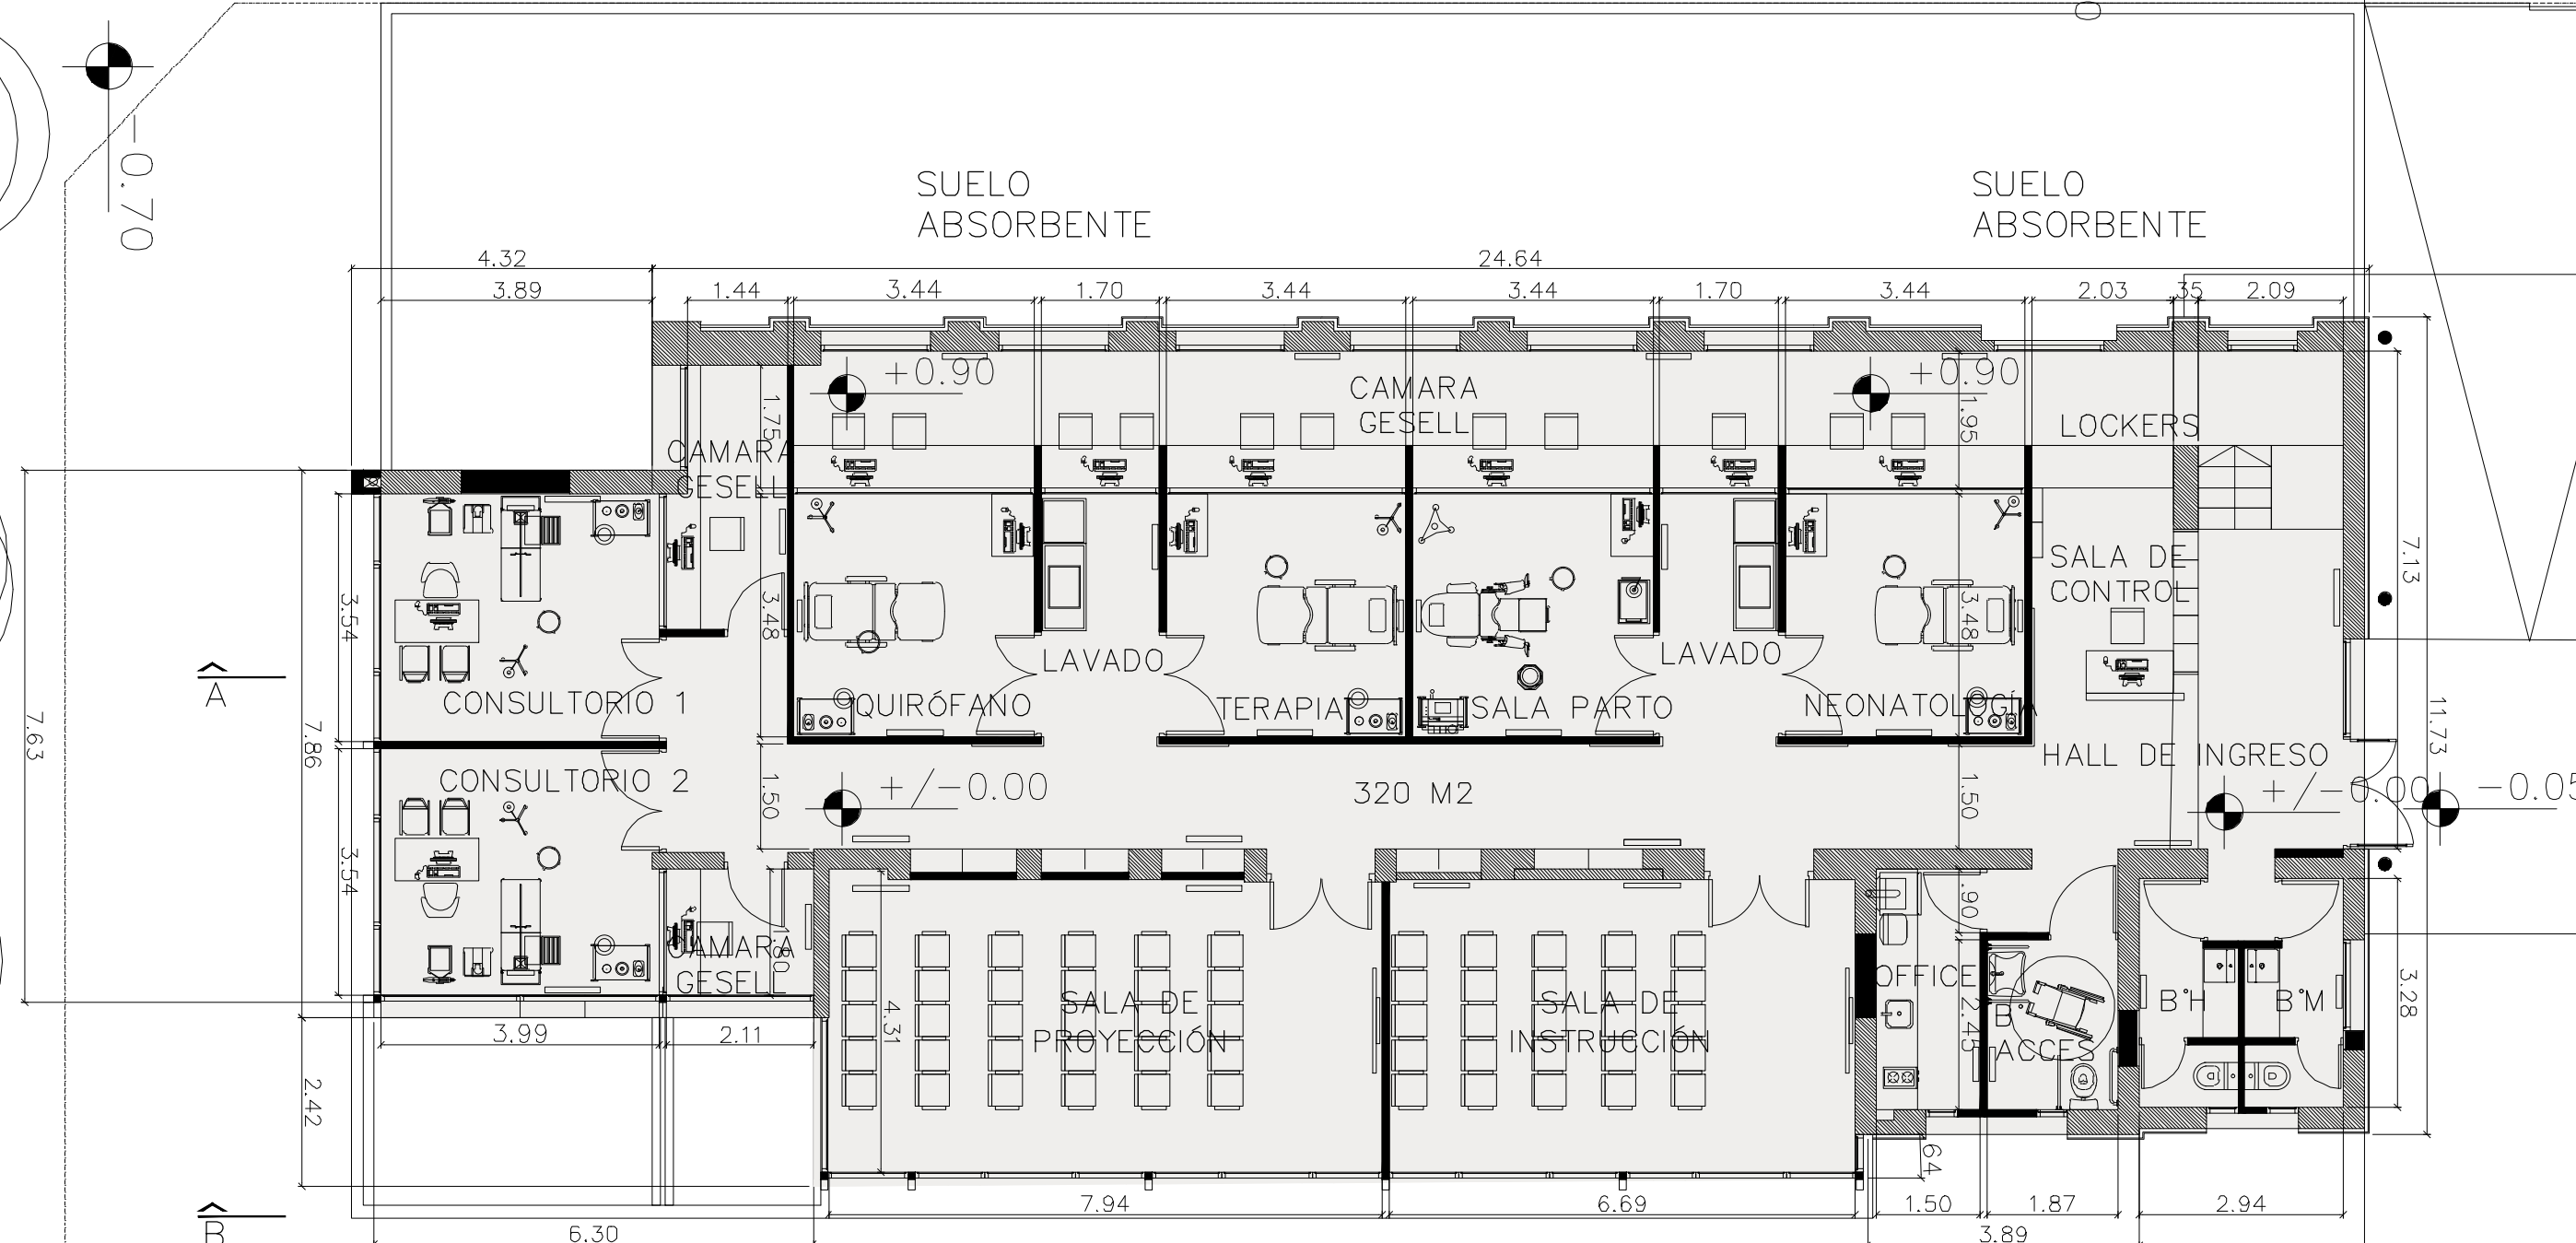 0
-0.70
SUELO
ABSORBENTE
SUELO
ABSORBENTE
4.32
24.64
3.89
1.44
3.44
1.70
3.44
3.44
1.70
3.44
2.03
35
2.09
+0.90
+0.90
CAMARA
GESELL
1.75
1.95
LOCKERS
CAMARA
GESELL
SALA DE
CONTROL
7.13
3.54
3.48
3.48
A
CONSULTORIO 1
QUIRÓFANO
LAVADO
TERAPIA
SALA PARTO
LAVADO
NEONATOLOGÍA
7.63
7.86
11.73
HALL DE INGRESO
CONSULTORIO 2
1.50
+/-0.00
320 M2
1.50
+/-0.00
-0.05
3.54
.90
CAMARA
GESELL
1.80
4.31
SALA DE
PROYECCIÓN
SALA DE
INSTRUCCIÓN
OFFICE
2.45
B°
ACCES
B°H
B°M
3.28
3.99
2.11
2.42
64
B
7.94
6.69
1.50
1.87
2.94
6.30
3.89